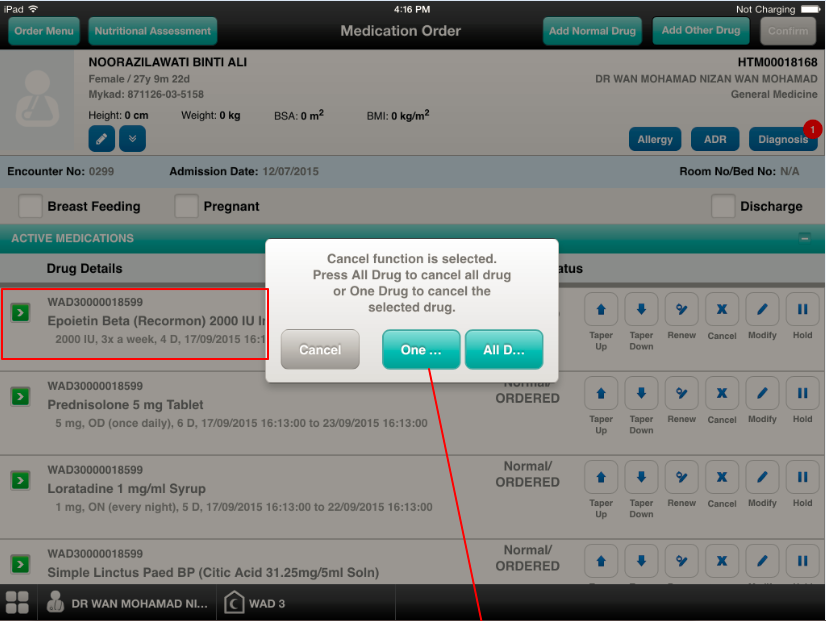 iPad 4:16 PM Not Charging
Order Menu Nutritional Assessment Medication Order Add Normal Drug Add Other Drug Confirm
NOORAZILAWATI BINTI ALI HTM00018168
Female / 27y 9m 22d DR WAN MOHAMAD NIZAN WAN MOHAMAD
Mykad: 871126-03-5158 General Medicine
Height: 0 cm Weight: 0 kg BSA: 0 m² BMI: 0 kg/m²
Allergy ADR Diagnosis 1
Encounter No: 0299 Admission Date: 12/07/2015 Room No/Bed No: N/A
Breast Feeding Pregnant Discharge
ACTIVE MEDICATIONS
Drug Details atus
Cancel function is selected.
Press All Drug to cancel all drug
or One Drug to cancel the
selected drug.
Cancel One ... All D...
WAD30000018599
Epoietin Beta (Recormon) 2000 IU In
2000 IU, 3x a week, 4 D, 17/09/2015 16:1
Taper Up Taper Down Renew Cancel Modify Hold
WAD30000018599
Prednisolone 5 mg Tablet
5 mg, OD (once daily), 6 D, 17/09/2015 16:13:00 to 23/09/2015 16:13:00
Normal/
ORDERED
Taper Up Taper Down Renew Cancel Modify Hold
WAD30000018599
Loratadine 1 mg/ml Syrup
1 mg, ON (every night), 5 D, 17/09/2015 16:13:00 to 22/09/2015 16:13:00
Normal/
ORDERED
Taper Up Taper Down Renew Cancel Modify Hold
WAD30000018599
Simple Linctus Paed BP (Citic Acid 31.25mg/5ml Soln)
Normal/
ORDERED
DR WAN MOHAMAD NI... WAD 3